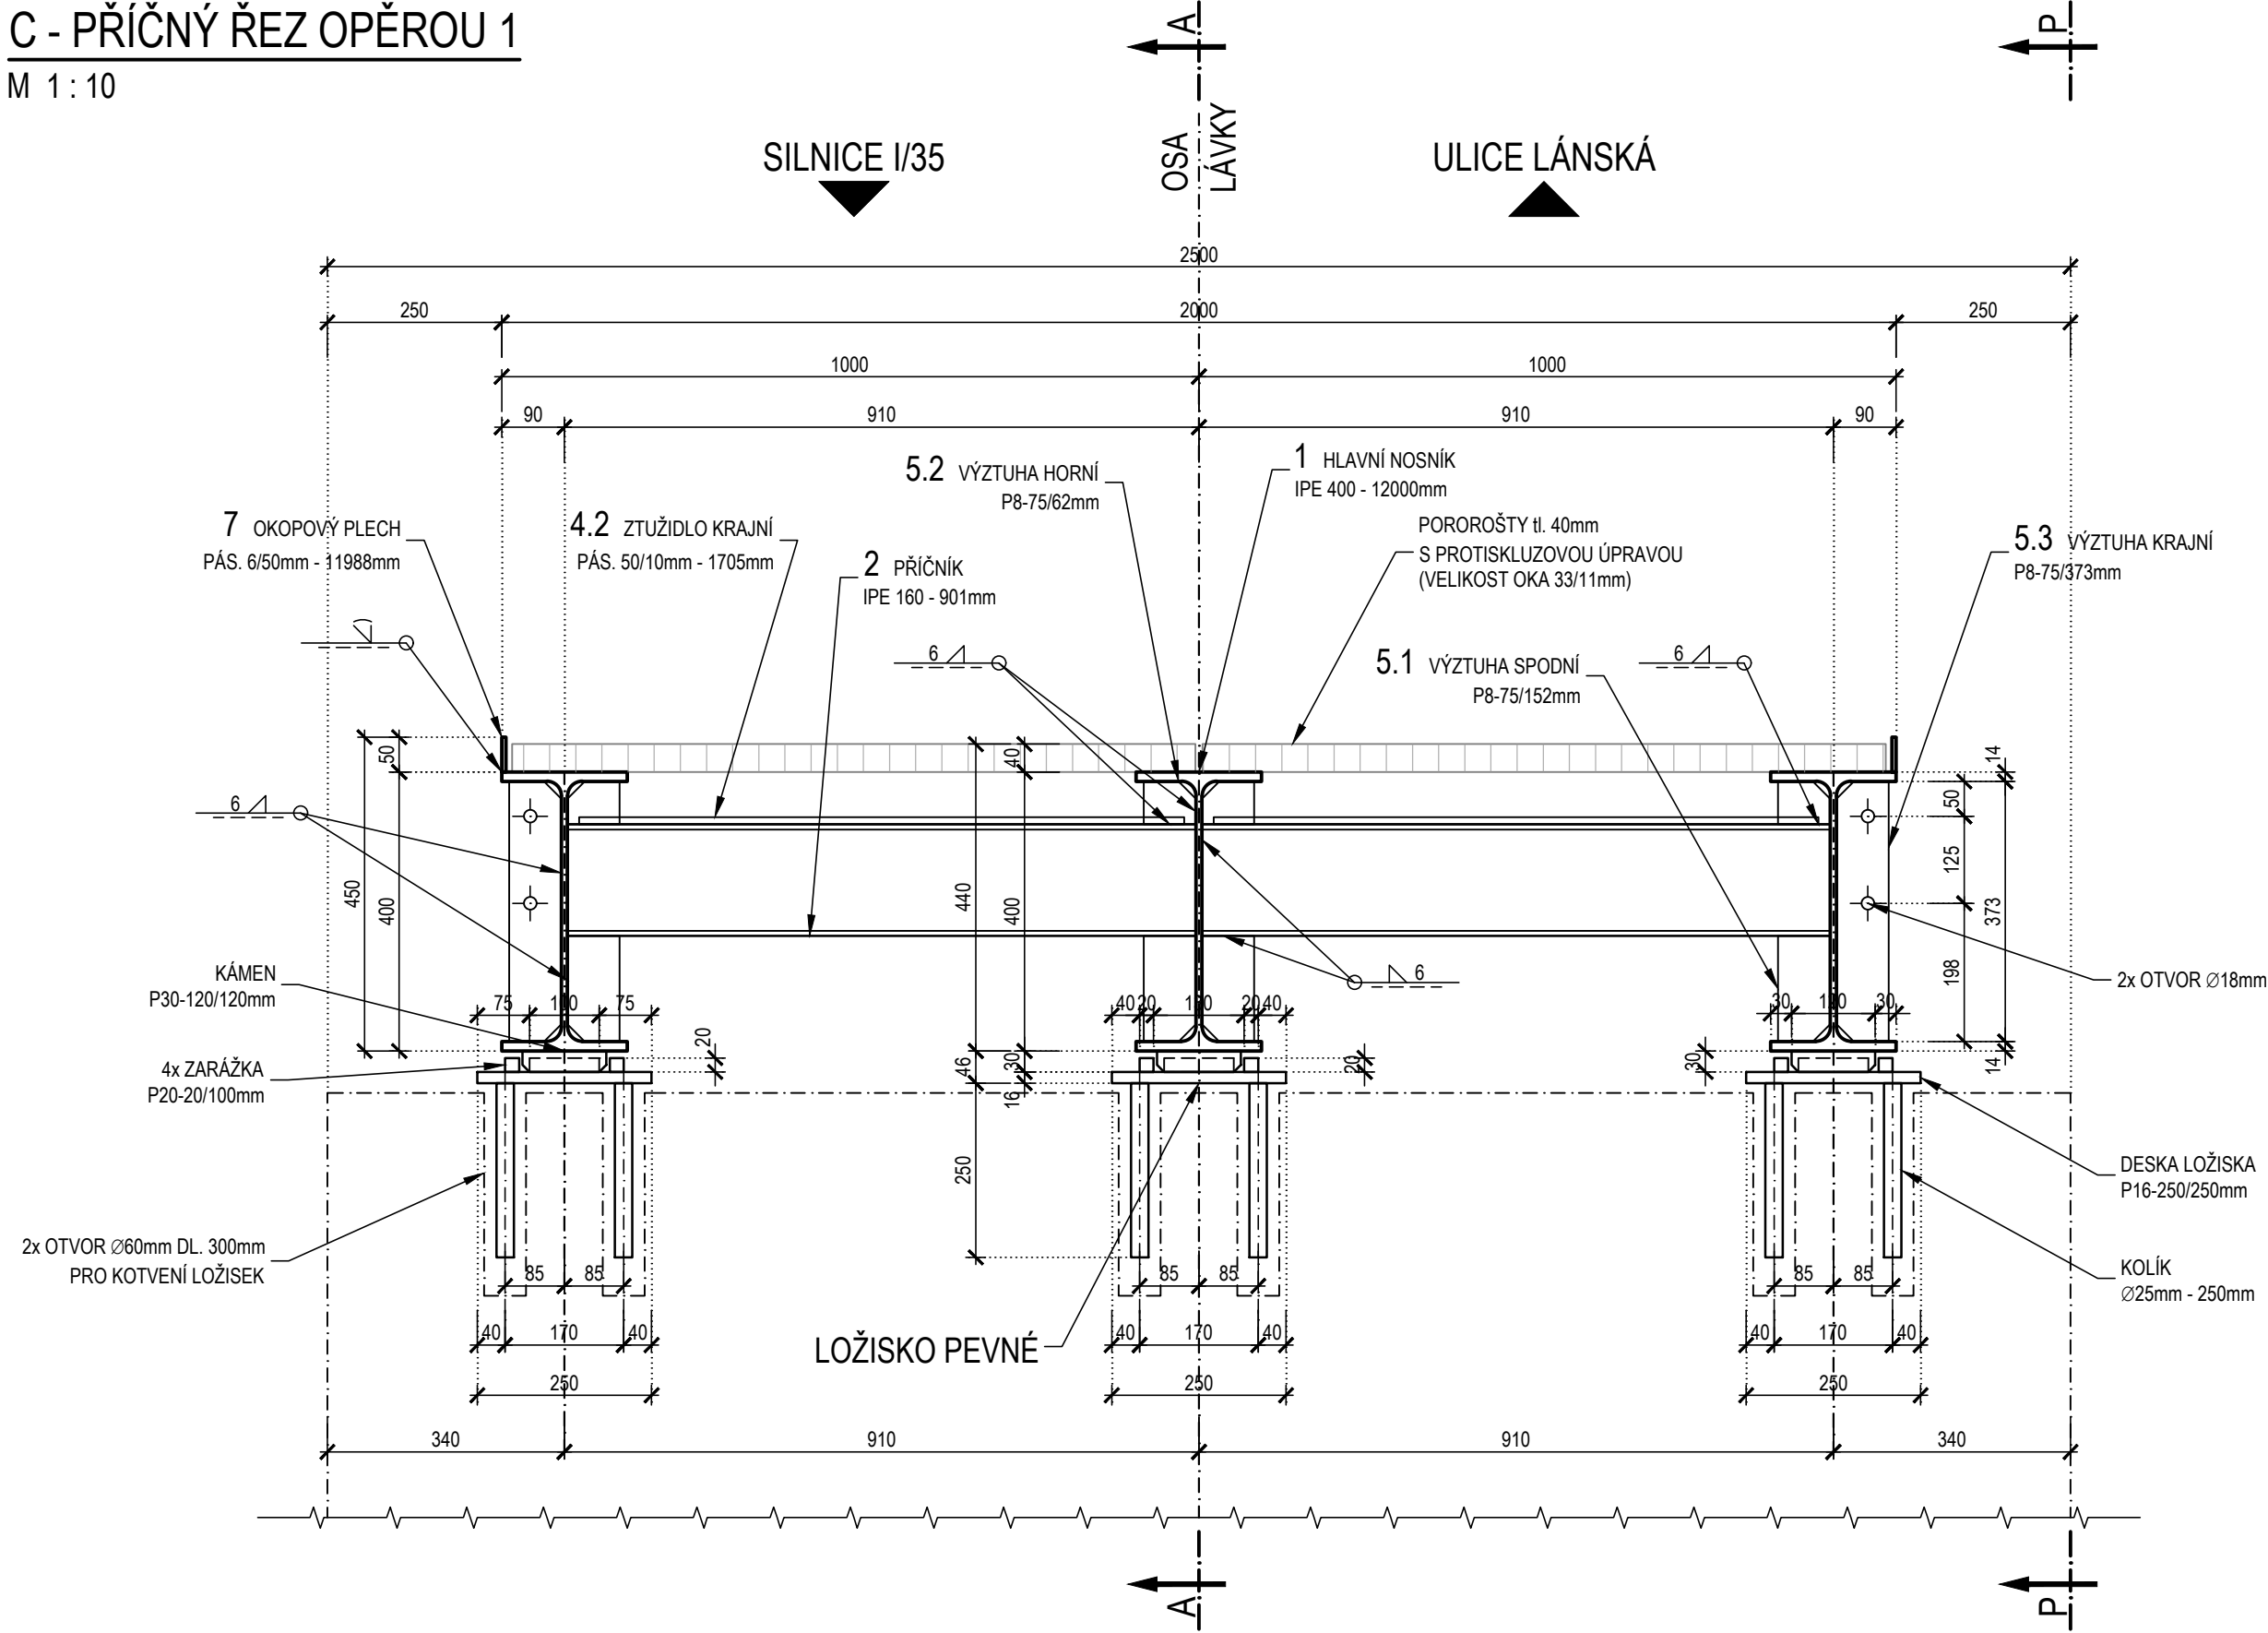 C - PŘÍČNÝ ŘEZ OPĚROU 1
M 1 : 10
A
P
OSA
LÁVKY
SILNICE I/35
ULICE LÁNSKÁ
2500
250
2000
250
1000
1000
90
910
910
90
5.2 VÝZTUHA HORNÍ
P8-75/62mm
1 HLAVNÍ NOSNÍK
IPE 400 - 12000mm
7 OKOPOVÝ PLECH
PÁS. 6/50mm - 11988mm
4.2 ZTUŽIDLO KRAJNÍ
PÁS. 50/10mm - 1705mm
2 PŘÍČNÍK
IPE 160 - 901mm
POROROŠTY tl. 40mm
S PROTISKLUZOVOU ÚPRAVOU
(VELIKOST OKA 33/11mm)
5.3 VÝZTUHA KRAJNÍ
P8-75/373mm
6
6
5.1 VÝZTUHA SPODNÍ
P8-75/152mm
50
40
14
50
6
125
450
400
440
400
373
198
KÁMEN
P30-120/120mm
6
2x OTVOR Ø18mm
75
75
40
20
20
40
30
30
20
46
30
20
30
14
16
4x ZARÁŽKA
P20-20/100mm
250
DESKA LOŽISKA
P16-250/250mm
2x OTVOR Ø60mm DL. 300mm
PRO KOTVENÍ LOŽISEK
KOLÍK
Ø25mm - 250mm
85
85
85
85
85
85
40
170
40
40
170
40
40
170
40
LOŽISKO PEVNÉ
250
250
250
340
910
910
340
A
P